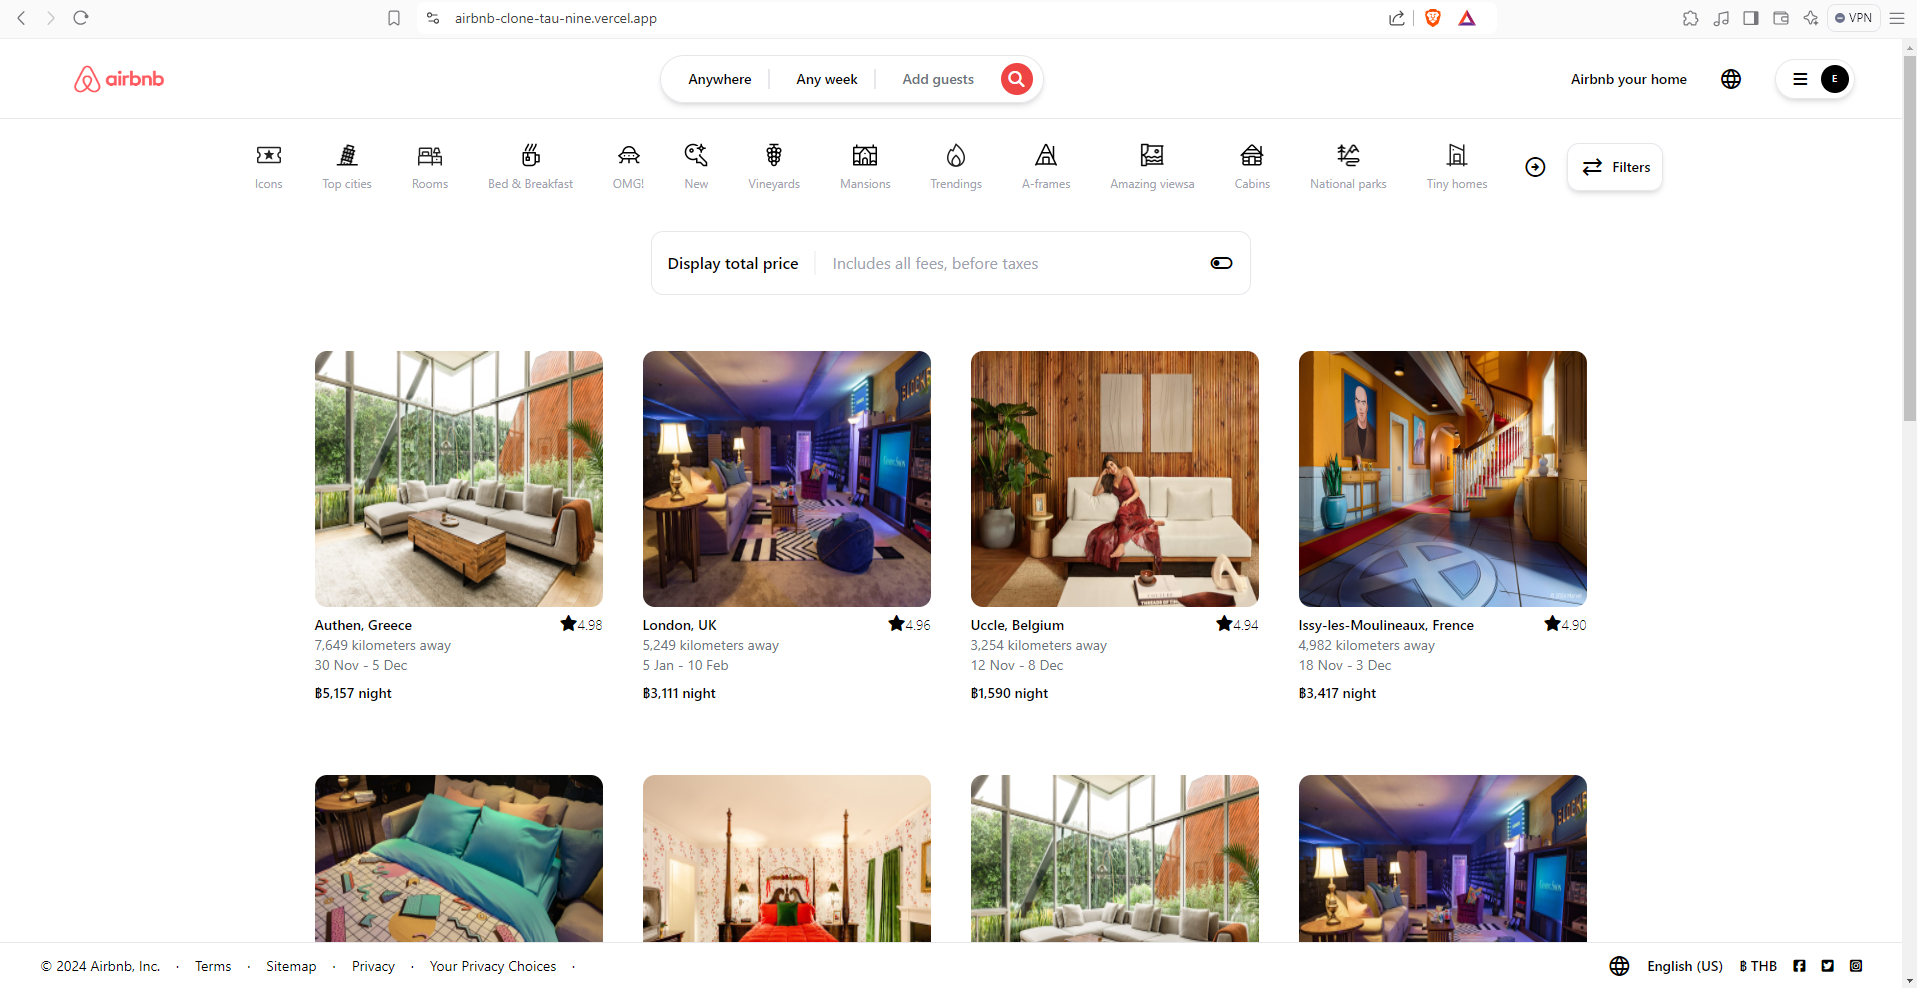 airbnb-clone-tau-nine.vercel.app
VPN
airbnb
Anywhere
Any week
Add guests
Airbnb your home
E
Icons
Top cities
Rooms
Bed & Breakfast
OMG!
New
Vineyards
Mansions
Trendings
A-frames
Amazing viewsa
Cabins
National parks
Tiny homes
Filters
Display total price
Includes all fees, before taxes
Authen, Greece
4.98
7,649 kilometers away
30 Nov - 5 Dec
฿5,157 night
London, UK
4.96
5,249 kilometers away
5 Jan - 10 Feb
฿3,111 night
Uccle, Belgium
4.94
3,254 kilometers away
12 Nov - 8 Dec
฿1,590 night
Issy-les-Moulineaux, Frence
4.90
4,982 kilometers away
18 Nov - 3 Dec
฿3,417 night
© 2024 Airbnb, Inc. · Terms · Sitemap · Privacy · Your Privacy Choices ·
English (US)
฿ THB